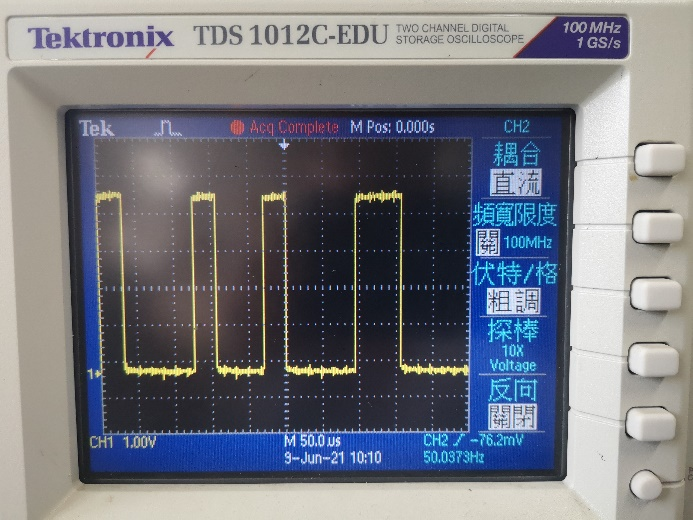 Tektronix TDS 1012C-EDU TWO CHANNEL DIGITAL STORAGE OSCILLOSCOPE 100 MHz 1 GS/s
Tek Acq Complete M Pos: 0.000s CH2
耦合
直流
頻寬限度
關 100MHz
伏特/格
粗調
探棒
10X
Voltage
反向
關閉
1+
CH1 1.00V M 50.0us CH2 -76.2mV
9-Jun-21 10:10 50.0373Hz